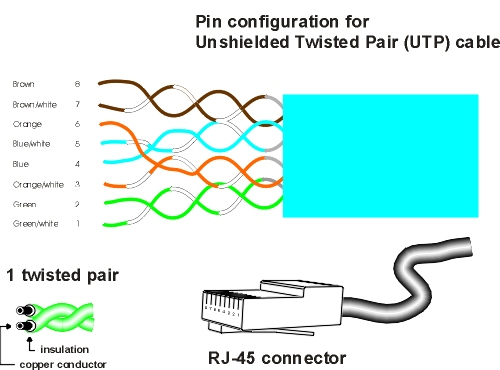 Pin configuration for
Unshielded Twisted Pair (UTP) cable
Brown 8
Brown/white 7
Orange 6
Blue/white 5
Blue 4
Orange/white 3
Green 2
Green/white 1
1 twisted pair
insulation
copper conductor
RJ-45 connector